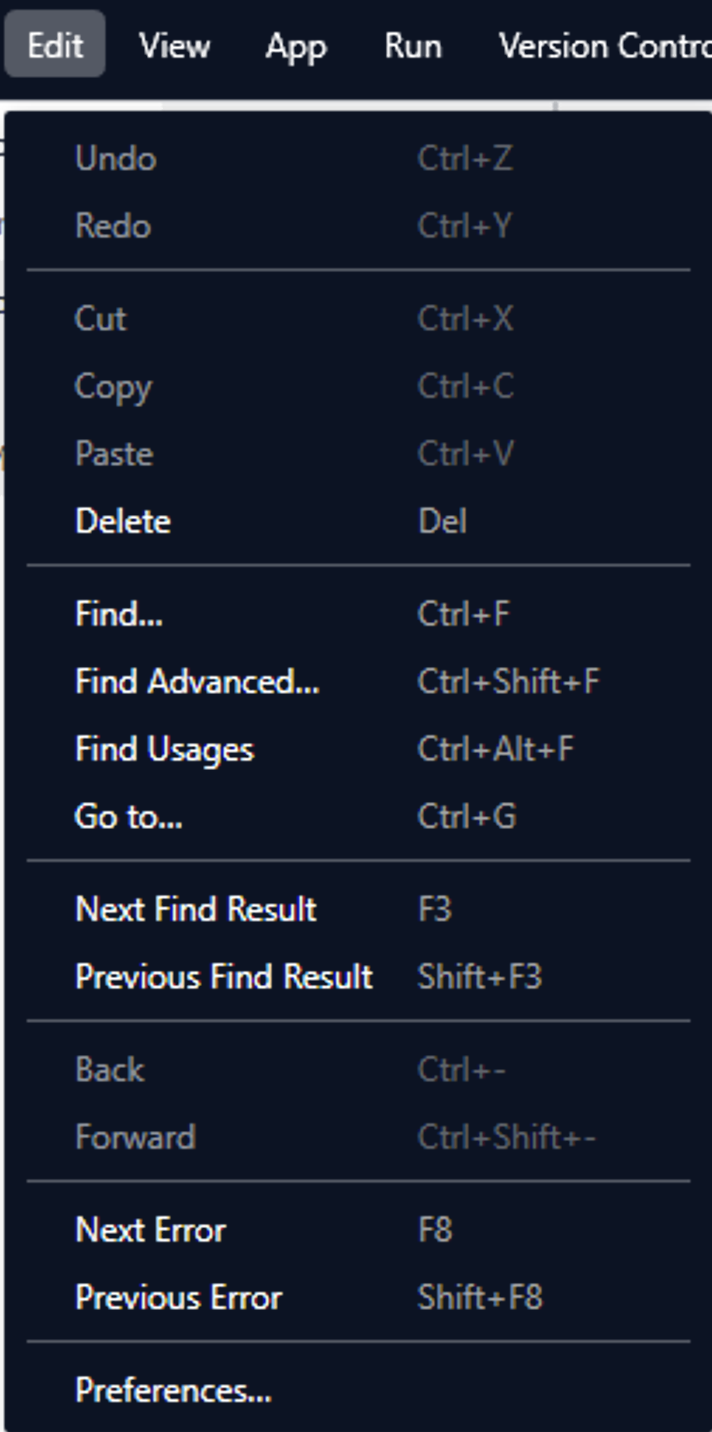 Edit View App Run Version Contro
Undo Ctrl+Z
Redo Ctrl+Y
Cut Ctrl+X
Copy Ctrl+C
Paste Ctrl+V
Delete Del
Find... Ctrl+F
Find Advanced... Ctrl+Shift+F
Find Usages Ctrl+Alt+F
Go to... Ctrl+G
Next Find Result F3
Previous Find Result Shift+F3
Back Ctrl+-
Forward Ctrl+Shift+-
Next Error F8
Previous Error Shift+F8
Preferences...